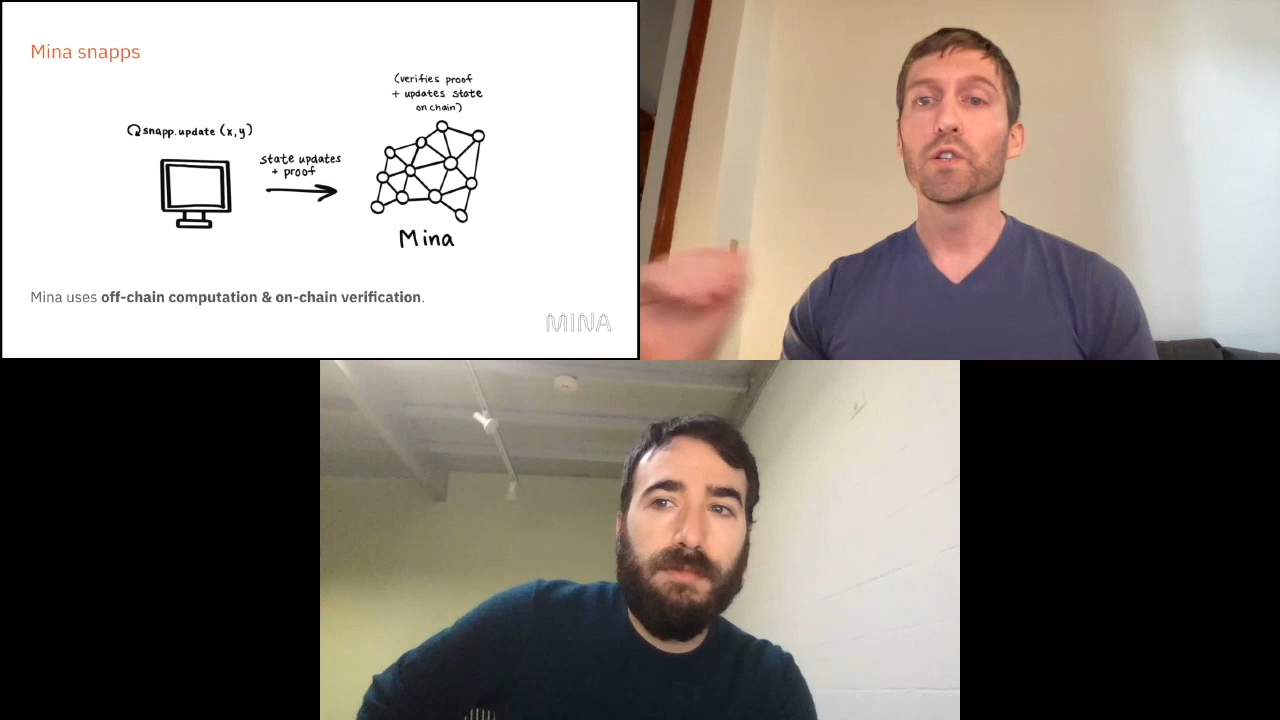 Mina snapps
(verifies proof
+ updates state
on chain)
snapp.update (x,y)
state updates
+ proof
Mina
Mina uses off-chain computation & on-chain verification.
MINA